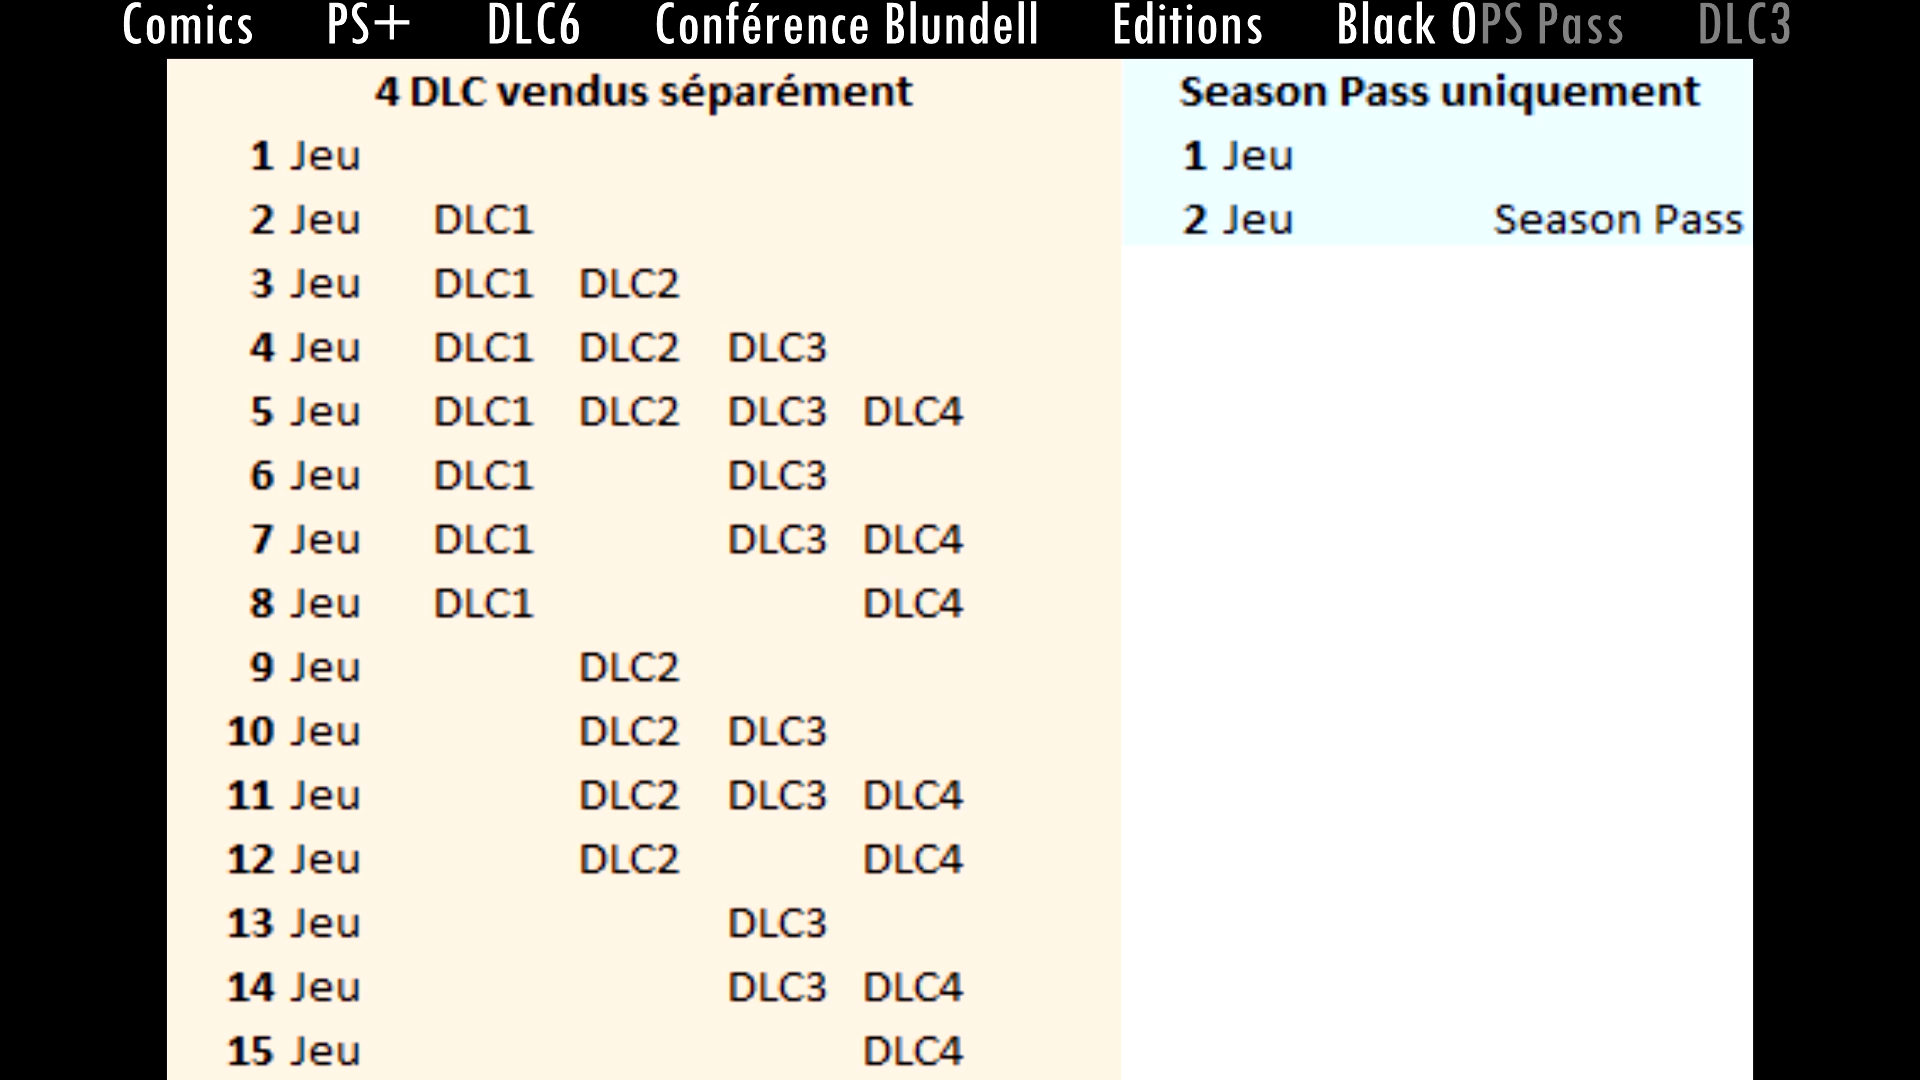 Comics PS+ DLC6 Conférence Blundell Editions Black OPS Pass DLC3
4 DLC vendus séparément
1 Jeu
2 Jeu DLC1
3 Jeu DLC1 DLC2
4 Jeu DLC1 DLC2 DLC3
5 Jeu DLC1 DLC2 DLC3 DLC4
6 Jeu DLC1 DLC3
7 Jeu DLC1 DLC3 DLC4
8 Jeu DLC1 DLC4
9 Jeu DLC2
10 Jeu DLC2 DLC3
11 Jeu DLC2 DLC3 DLC4
12 Jeu DLC2 DLC4
13 Jeu DLC3
14 Jeu DLC3 DLC4
15 Jeu DLC4
Season Pass uniquement
1 Jeu
2 Jeu Season Pass